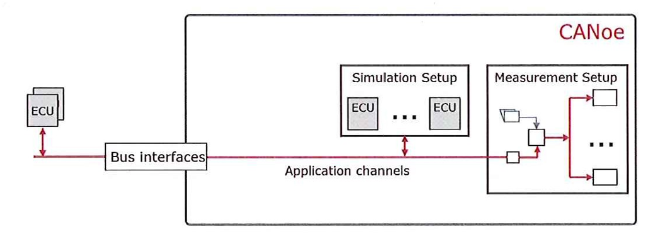 CANoe
Simulation Setup
Measurement Setup
ECU
ECU
...
ECU
...
Bus interfaces
Application channels